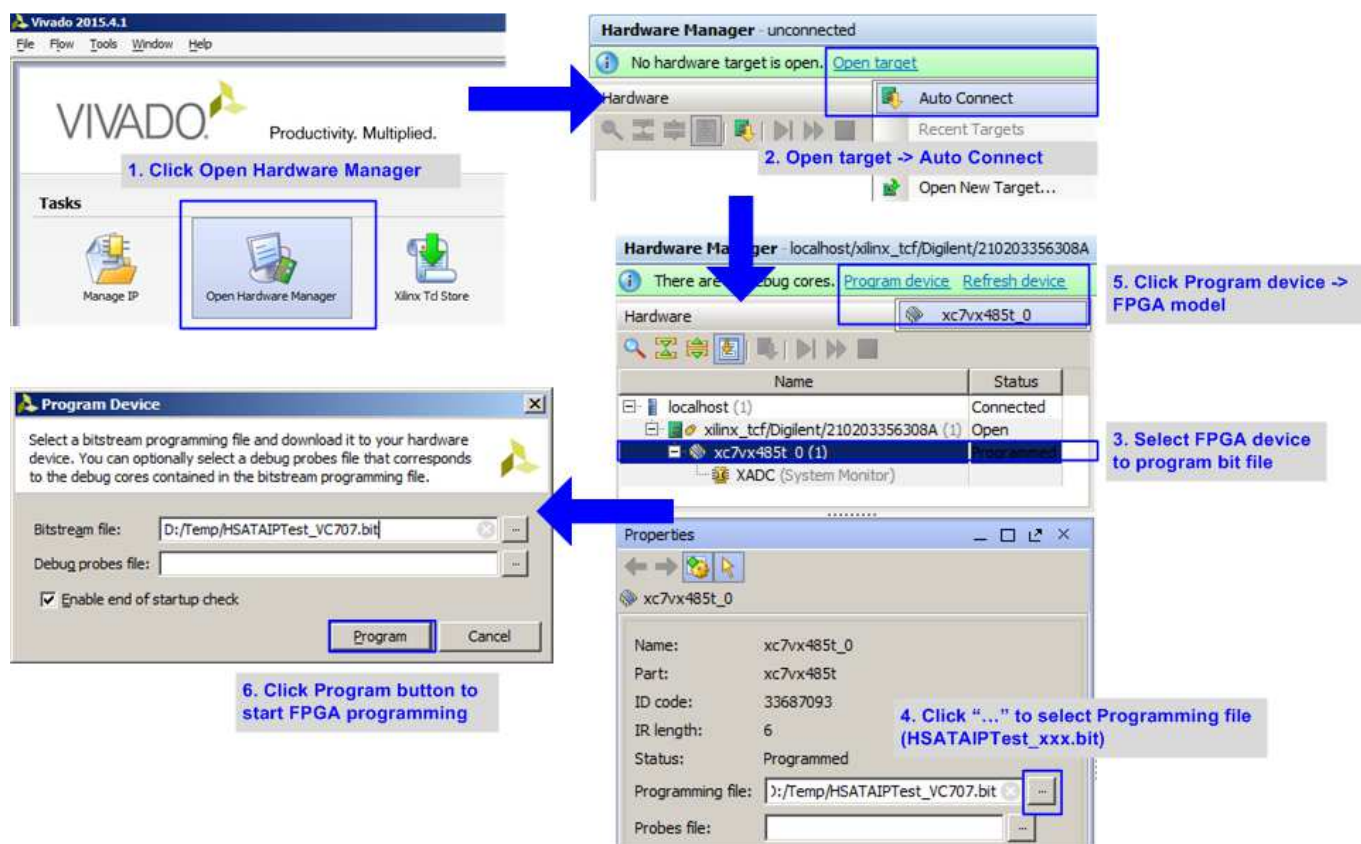 Vivado 2015.4.1
File Flow Tools Window Help
VIVADO.
Productivity. Multiplied.
1. Click Open Hardware Manager
Tasks
Manage IP
Open Hardware Manager
Xilinx Tcl Store
Hardware Manager - unconnected
No hardware target is open. Open target
Hardware
Auto Connect
Recent Targets
2. Open target -> Auto Connect
Open New Target...
Hardware Manager - localhost/xilinx_tcf/Digilent/210203356308A
There are debug cores. Program device Refresh device
Hardware
xc7vx485t_0
5. Click Program device ->
FPGA model
Name Status
localhost (1) Connected
xilinx_tcf/Digilent/210203356308A (1) Open
xc7vx485t_0 (1) Programmed
XADC (System Monitor)
3. Select FPGA device
to program bit file
Properties
xc7vx485t_0
Name: xc7vx485t_0
Part: xc7vx485t
ID code: 33687093
IR length: 6
Status: Programmed
4. Click “...” to select Programming file
(HSATAIPTest_xxx.bit)
Programming file: :/Temp/HSATAIPTest_VC707.bit ...
Probes file: ...
Program Device
Select a bitstream programming file and download it to your hardware
device. You can optionally select a debug probes file that corresponds
to the debug cores contained in the bitstream programming file.
Bitstream file: D:/Temp/HSATAIPTest_VC707.bit ...
Debug probes file: ...
Enable end of startup check
Program Cancel
6. Click Program button to
start FPGA programming